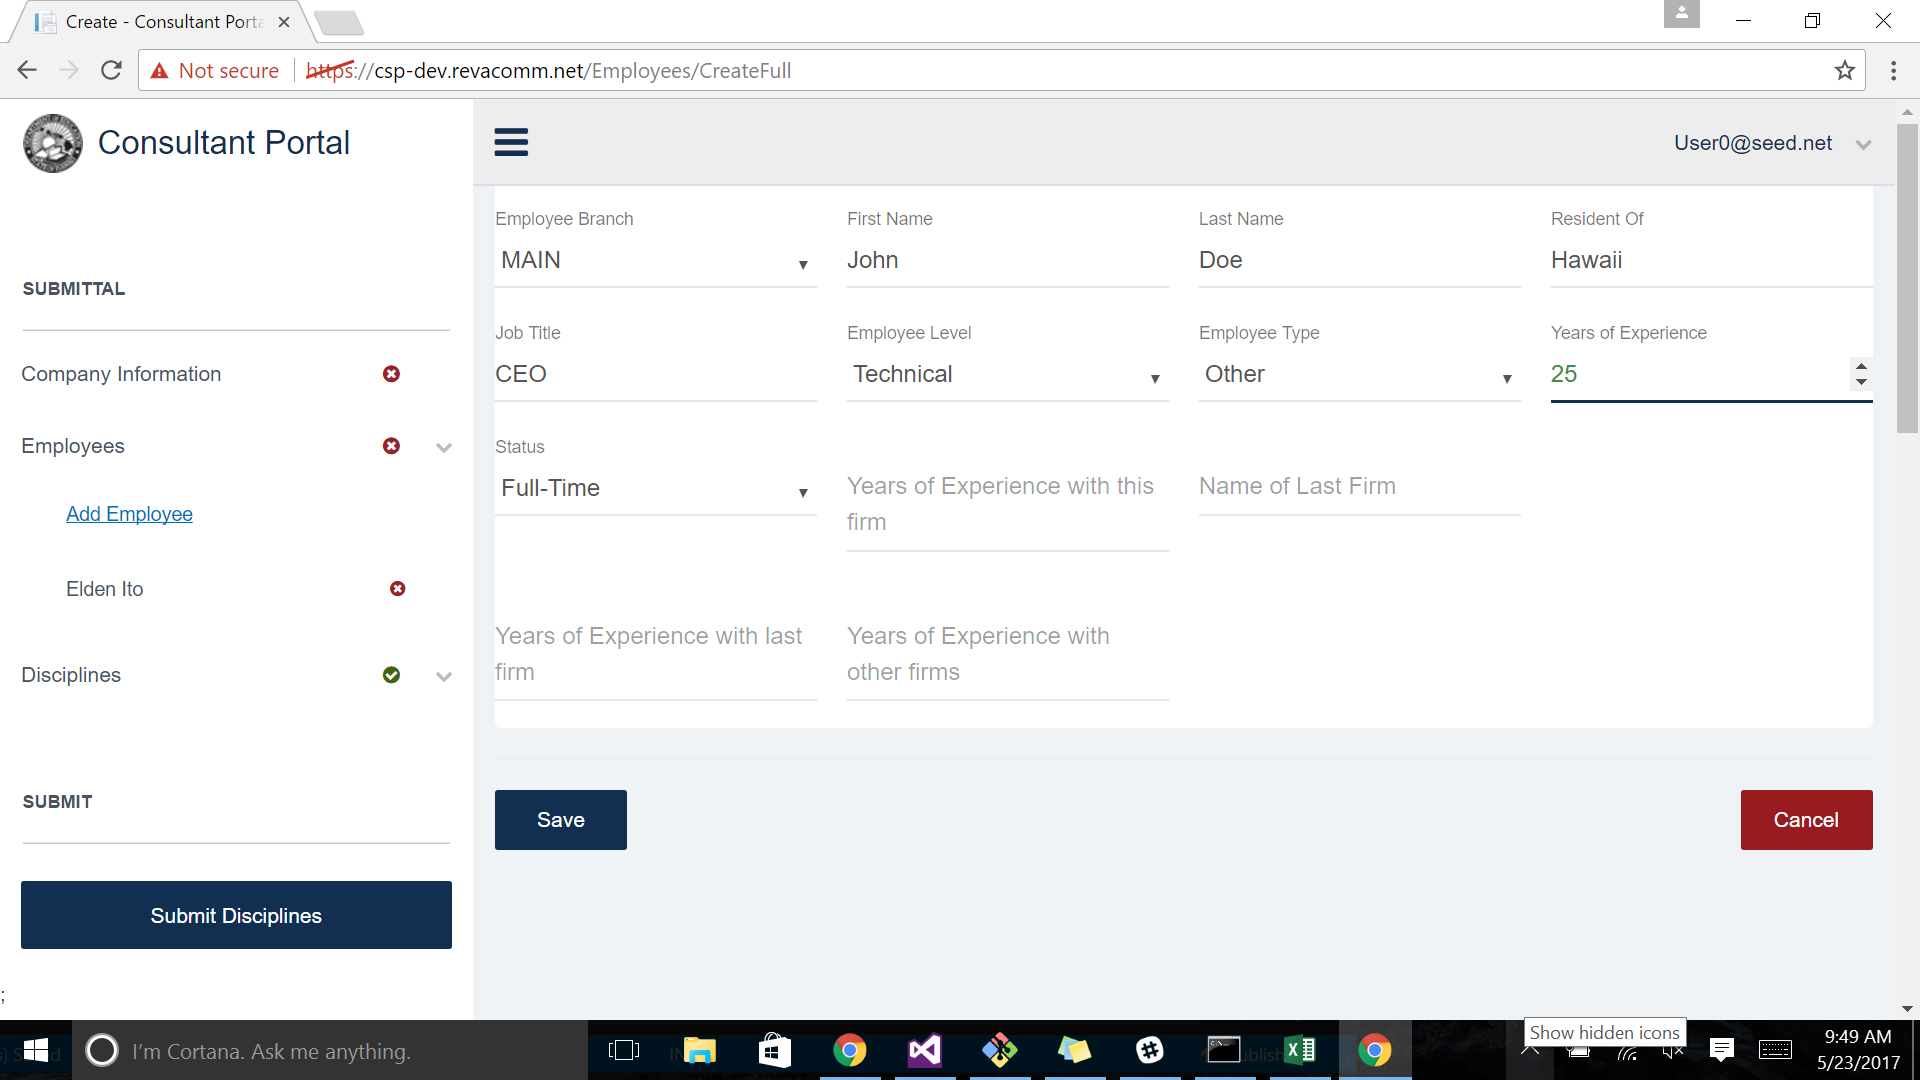 Create - Consultant Porta
Not secure https://csp-dev.revacomm.net/Employees/CreateFull
Consultant Portal
User0@seed.net
SUBMITTAL
Company Information
Employees
Add Employee
Elden Ito
Disciplines
SUBMIT
Submit Disciplines
;
Employee Branch First Name Last Name Resident Of
MAIN John Doe Hawaii
Job Title Employee Level Employee Type Years of Experience
CEO Technical Other 25
Status
Full-Time
Years of Experience with this
firm
Name of Last Firm
Years of Experience with last
firm
Years of Experience with
other firms
Save Cancel
Show hidden icons
I'm Cortana. Ask me anything.
9:49 AM
5/23/2017